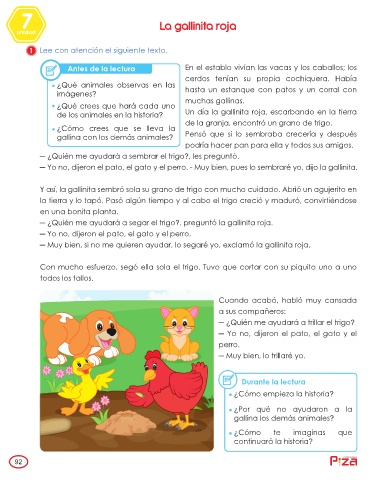 7
UNIDAD
La gallinita roja
1 Lee con atención el siguiente texto.
Antes de la lectura
¿Qué animales observas en las
imágenes?
¿Qué crees que hará cada uno
de los animales en la historia?
¿Cómo crees que se lleva la
gallina con los demás animales?
En el establo vivían las vacas y los caballos; los
cerdos tenían su propia cochiquera. Había
hasta un estanque con patos y un corral con
muchas gallinas.
Un día la gallinita roja, escarbando en la tierra
de la granja, encontró un grano de trigo.
Pensó que si lo sembraba crecería y después
podría hacer pan para ella y todos sus amigos.
— ¿Quién me ayudará a sembrar el trigo?, les preguntó.
— Yo no, dijeron el pato, el gato y el perro. - Muy bien, pues lo sembraré yo, dijo la gallinita.
Y así, la gallinita sembró sola su grano de trigo con mucho cuidado. Abrió un agujerito en
la tierra y lo tapó. Pasó algún tiempo y al cabo el trigo creció y maduró, convirtiéndose
en una bonita planta.
— ¿Quién me ayudará a segar el trigo?, preguntó la gallinita roja.
— Yo no, dijeron el pato, el gato y el perro.
— Muy bien, si no me quieren ayudar, lo segaré yo, exclamó la gallinita roja.
Con mucho esfuerzo, segó ella sola el trigo. Tuvo que cortar con su piquito uno a uno
todos los tallos.
Cuando acabó, habló muy cansada
a sus compañeros:
— ¿Quién me ayudará a trillar el trigo?
— Yo no, dijeron el pato, el gato y el
perro.
— Muy bien, lo trillaré yo.
Durante la lectura
¿Cómo empieza la historia?
¿Por qué no ayudaron a la
gallina los demás animales?
¿Cómo te imaginas que
continuará la historia?
92